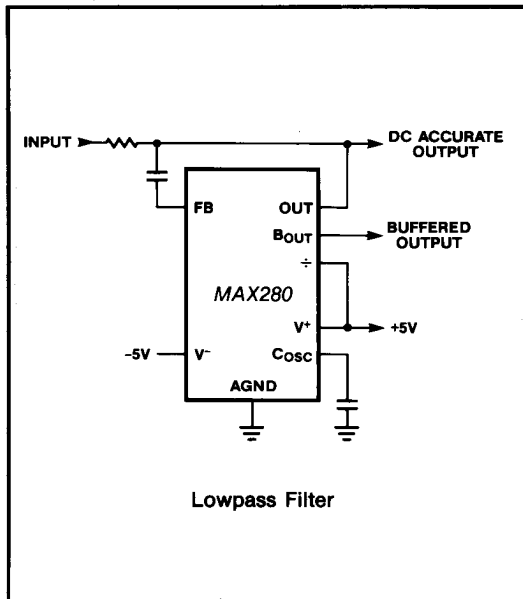 INPUT
DC ACCURATE
OUTPUT
FB
OUT
BOUT
BUFFERED
OUTPUT
÷
MAX280
V+
+5V
-5V
V-
COSC
AGND
Lowpass Filter